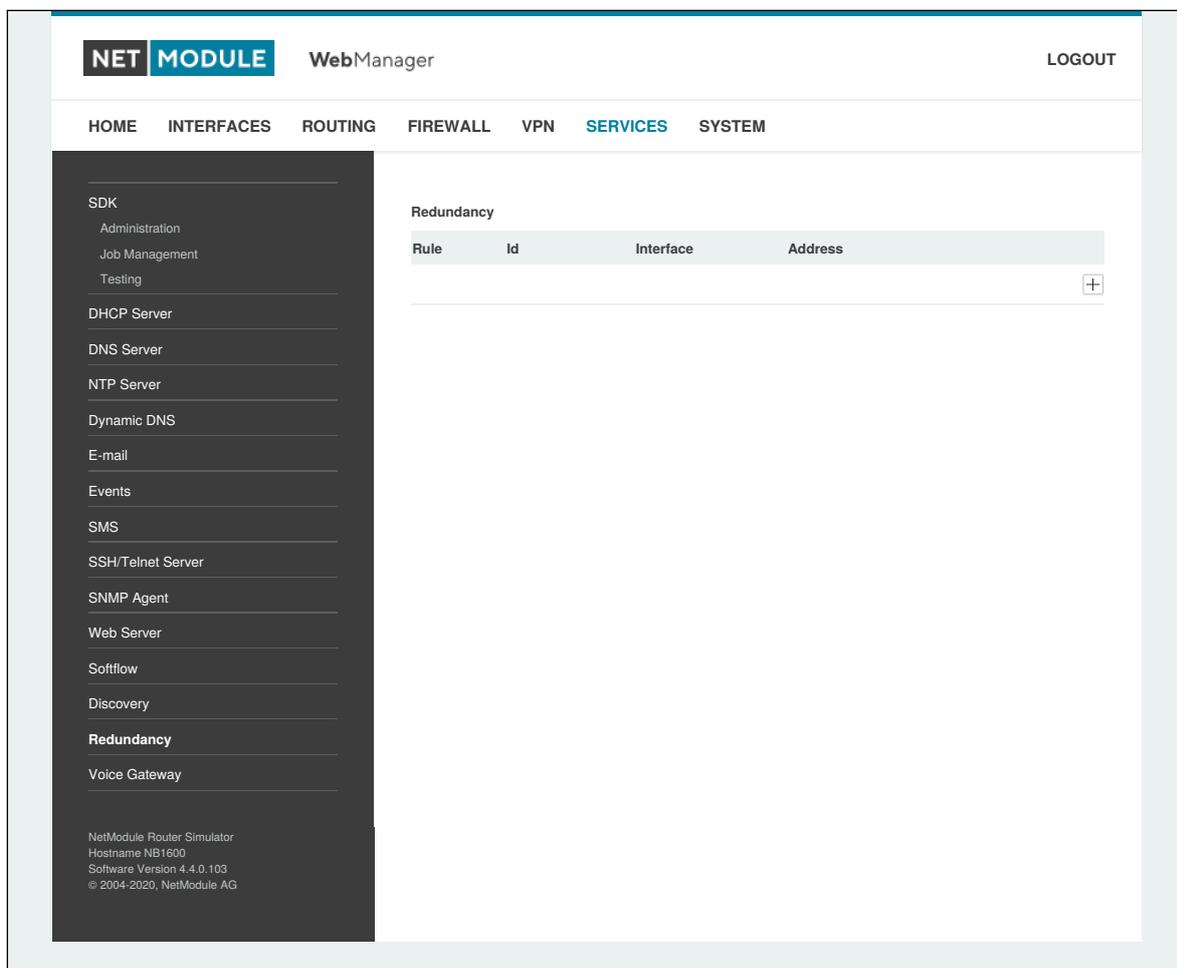 NET MODULE WebManager LOGOUT
HOME INTERFACES ROUTING FIREWALL VPN SERVICES SYSTEM
SDK
Administration
Job Management
Testing
DHCP Server
DNS Server
NTP Server
Dynamic DNS
E-mail
Events
SMS
SSH/Telnet Server
SNMP Agent
Web Server
Softflow
Discovery
Redundancy
Voice Gateway
NetModule Router Simulator
Hostname NB1600
Software Version 4.4.0.103
© 2004-2020, NetModule AG
Redundancy
Rule Id Interface Address